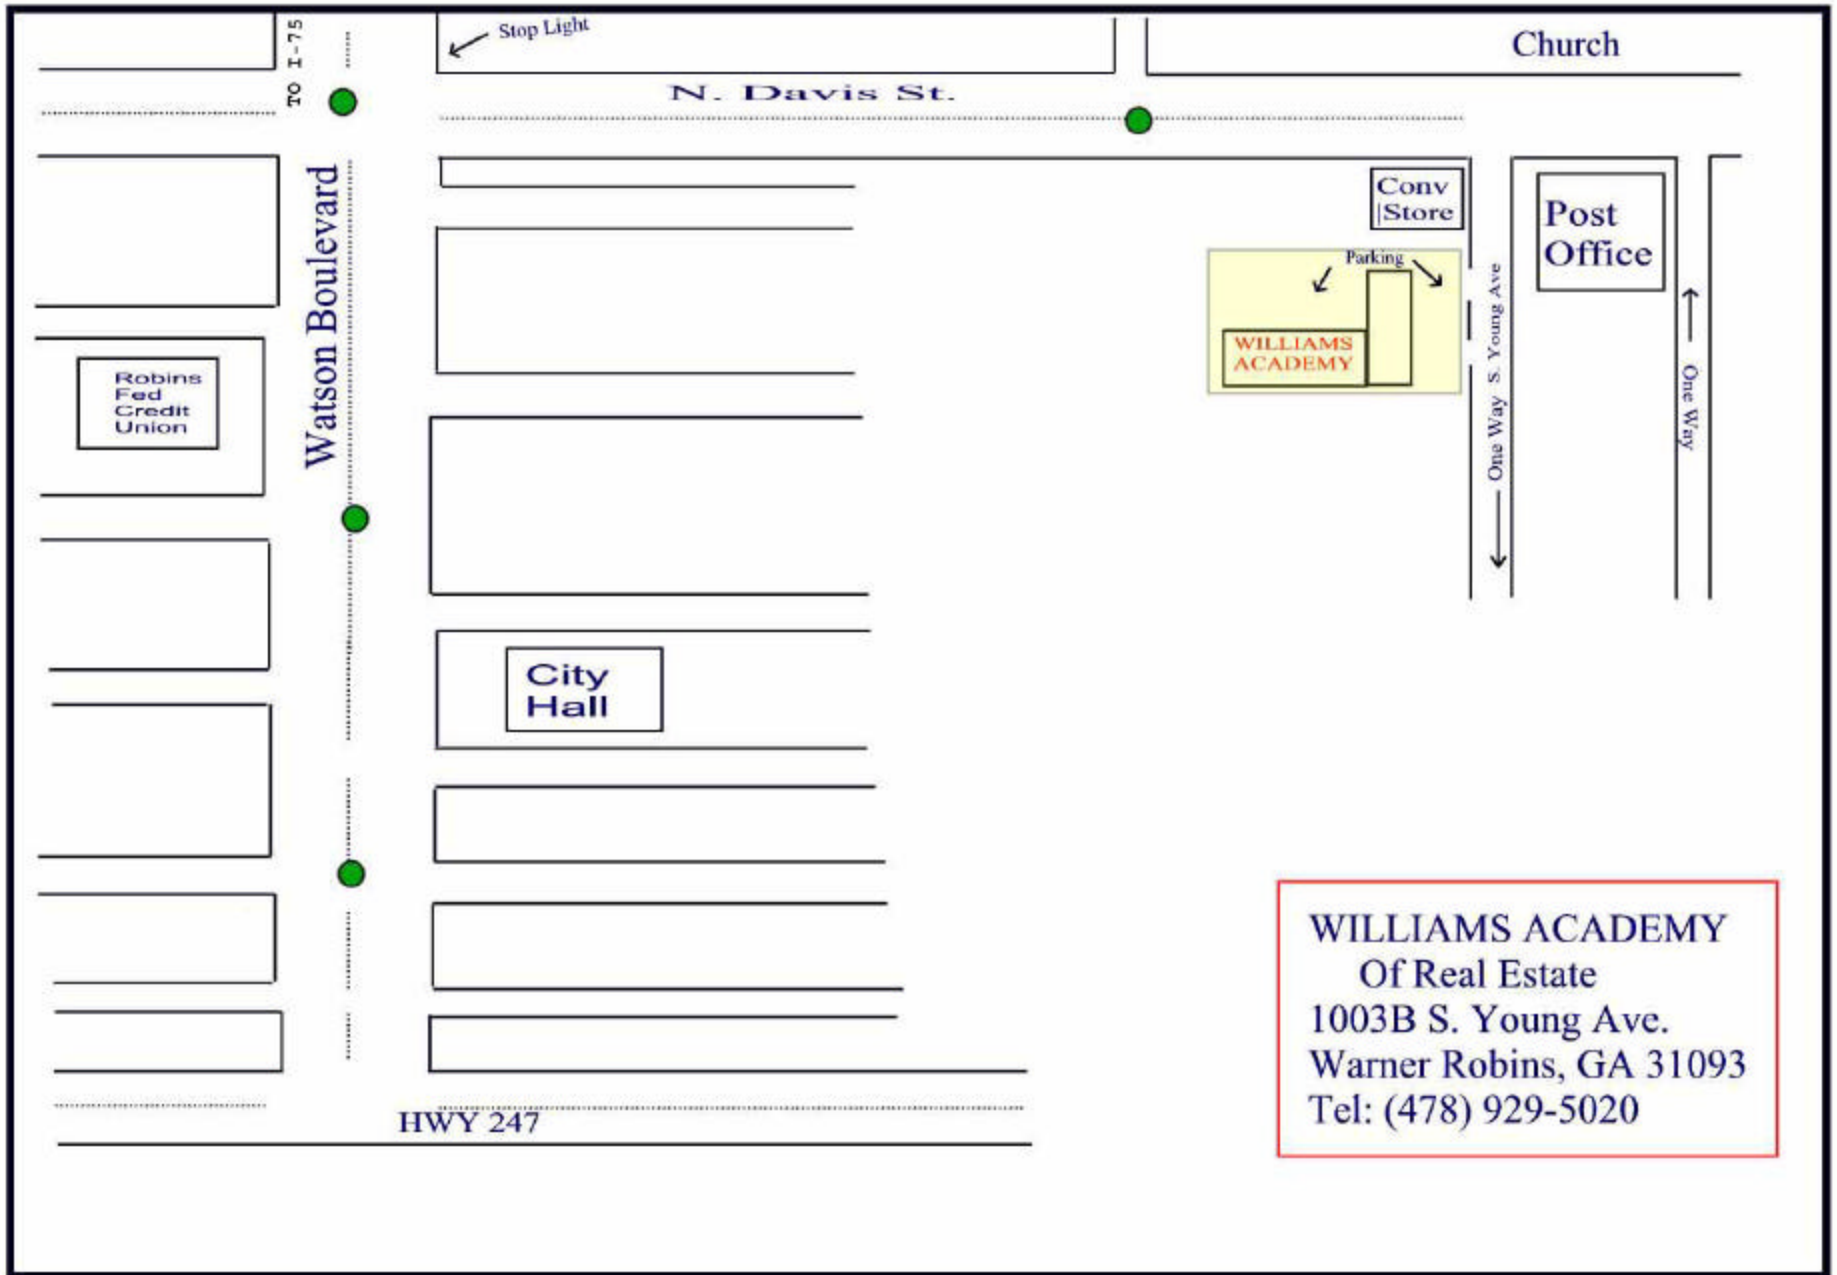 TO I-75
Stop Light
Church
N. Davis St.
Watson Boulevard
Conv
Store
Post
Office
Parking
WILLIAMS
ACADEMY
One Way S. Young Ave
One Way
Robins
Fed
Credit
Union
City
Hall
WILLIAMS ACADEMY
Of Real Estate
1003B S. Young Ave.
Warner Robins, GA 31093
Tel: (478) 929-5020
HWY 247